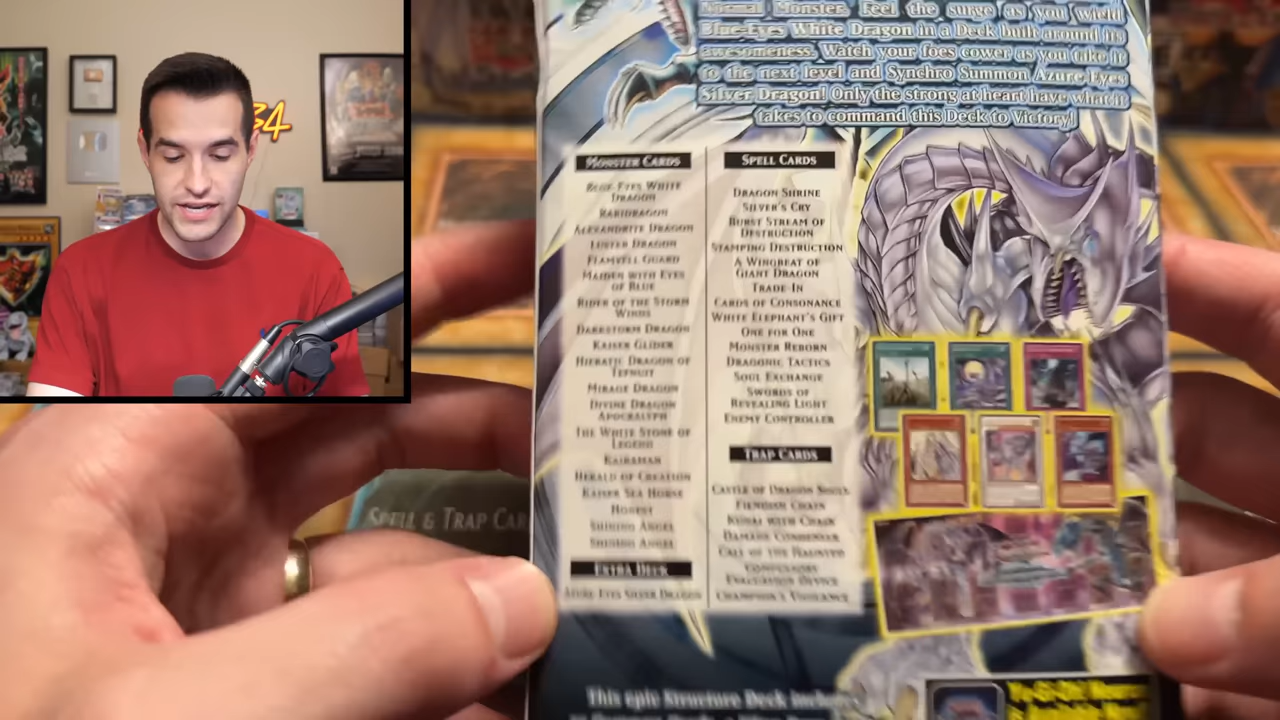 Normal Monster. Feel the surge as you wield
Blue-Eyes White Dragon in a Deck built around its
awesomeness. Watch your foes cower as you take it
to the next level and Synchro Summon Azure-Eyes
Silver Dragon! Only the strong at heart have what it
takes to command this Deck to Victory!
Monster Cards
Blue-Eyes White
Dragon
Rabidragon
Alexandrite Dragon
Luster Dragon
Flamvell Guard
Maiden with Eyes
of Blue
Rider of the Storm
Winds
Darkstorm Dragon
Kaiser Glider
Hieratic Dragon of
Tefnuit
Mirage Dragon
Divine Dragon
Apocralyph
The White Stone of
Legend
Kaibaman
Herald of Creation
Kaiser Sea Horse
Honest
Shining Angel
Shining Angel
Extra Deck
Azure-Eyes Silver Dragon
Spell Cards
Dragon Shrine
Silver's Cry
Burst Stream of
Destruction
Stamping Destruction
A Wingbeat of
Giant Dragon
Trade-In
Cards of Consonance
White Elephant's Gift
One for One
Monster Reborn
Dragonic Tactics
Soul Exchange
Swords of
Revealing Light
Enemy Controller
Trap Cards
Castle of Dragon Souls
Fiendish Chain
Kunai with Chain
Damage Condenser
Call of the Haunted
Compulsory
Evacuation Device
Champion's Vigilance
This epic Structure Deck includes
Spell & Trap Car
34